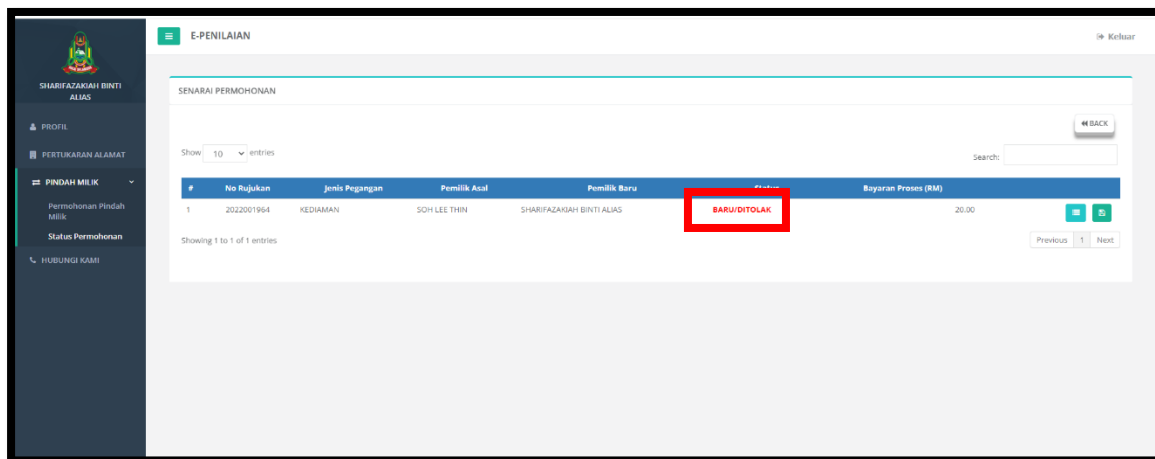 SHARIFAZAKIAH BINTI
ALIAS
PROFIL
PERTUKARAN ALAMAT
PINDAH MILIK
Permohonan Pindah
Milik
Status Permohonan
HUBUNGI KAMI
E-PENILAIAN
Keluar
SENARAI PERMOHONAN
BACK
Show 10 entries
Search:
# No Rujukan Jenis Pegangan Pemilik Asal Pemilik Baru Status Bayaran Proses (RM)
1 2022001964 KEDIAMAN SOH LEE THIN SHARIFAZAKIAH BINTI ALIAS BARU/DITOLAK 20.00
Showing 1 to 1 of 1 entries
Previous 1 Next